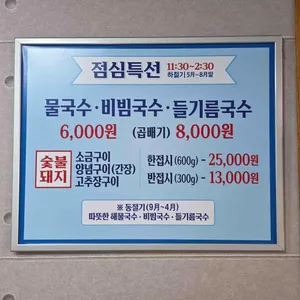 점심특선 11:30~2:30
하절기 5월~8월말
물국수·비빔국수·들기름국수
6,000원 (곱빼기) 8,000원
숯불
돼지
소금구이
양념구이(간장)
고추장구이
한접시(600g) - 25,000원
반접시(300g) - 13,000원
※ 동절기(9월~4월)
따뜻한 해물국수·비빔국수·들기름국수